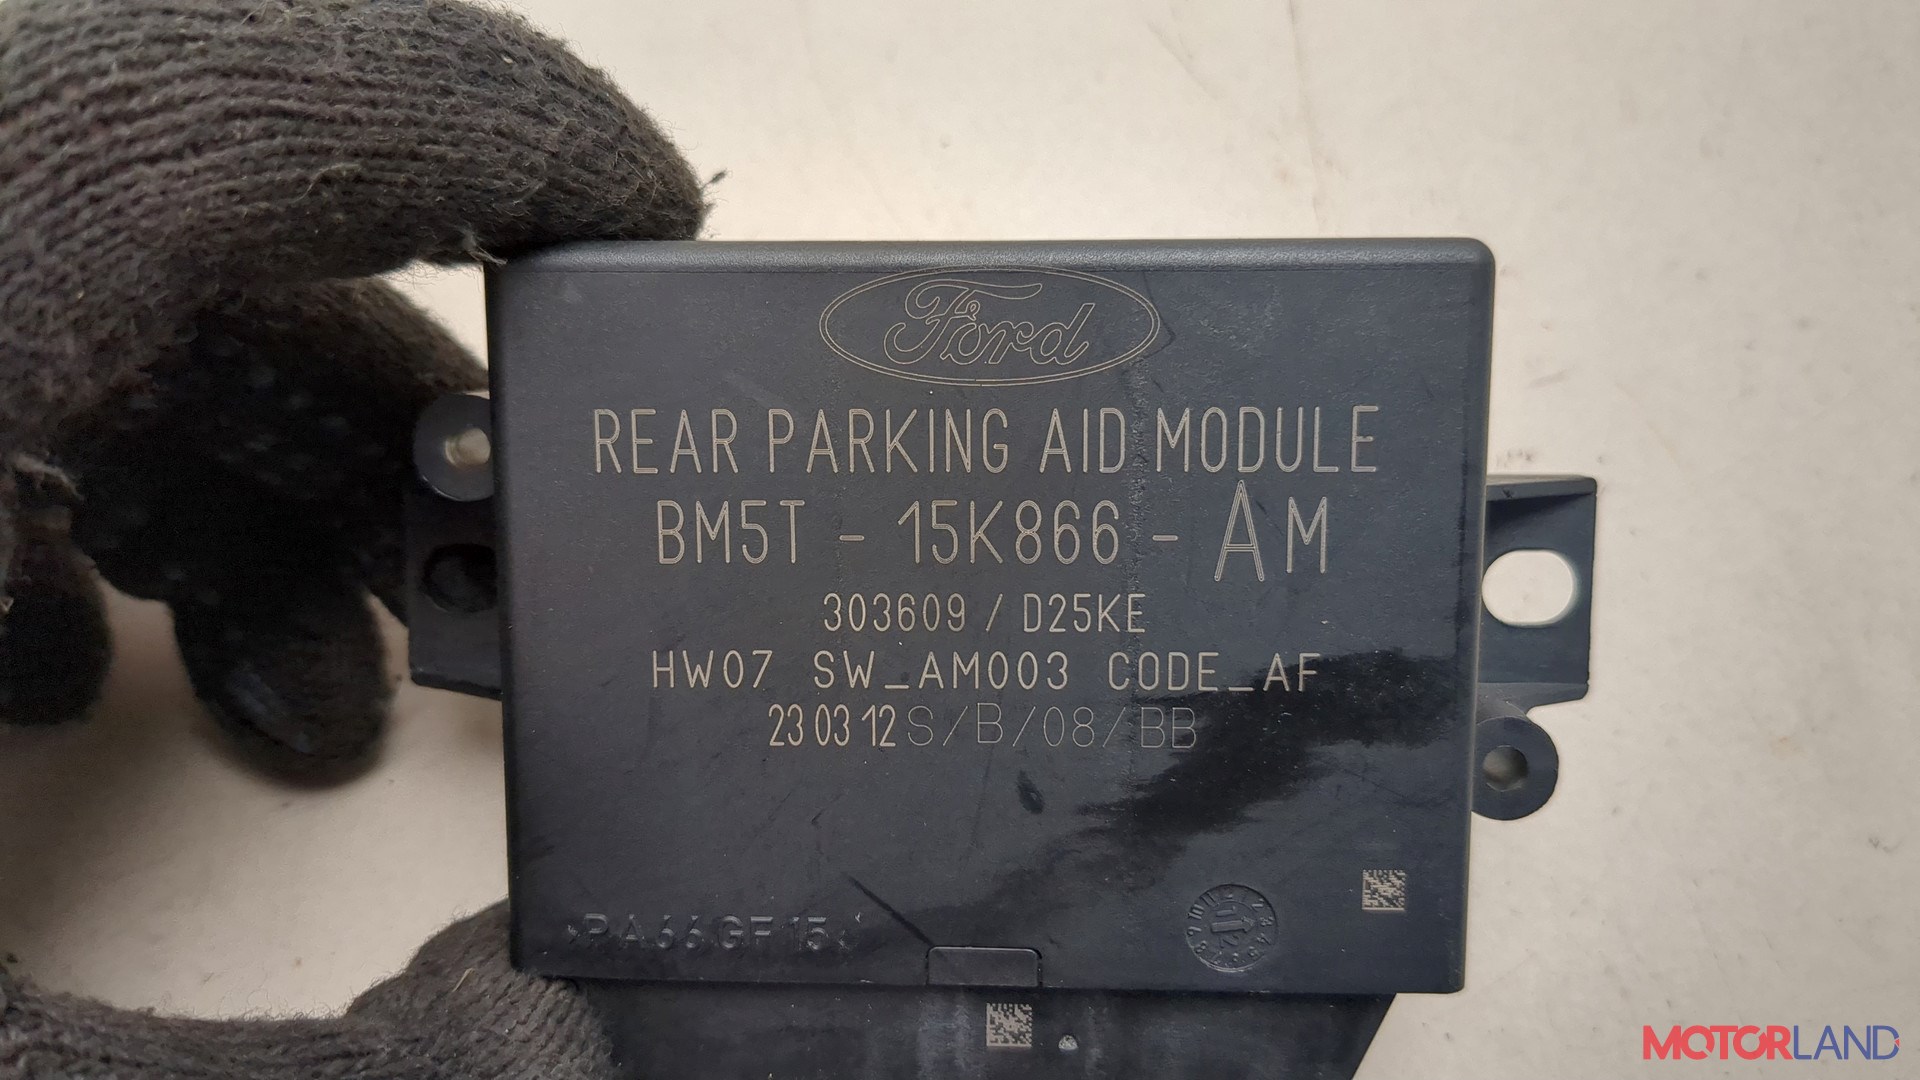 Ford
REAR PARKING AID MODULE
BM5T - 15K866 - AM
303609 / D25KE
HW07 SW_AM003 CODE_AF
23 03 12 S/B/08/BB
PA66GF15
MOTORLAND